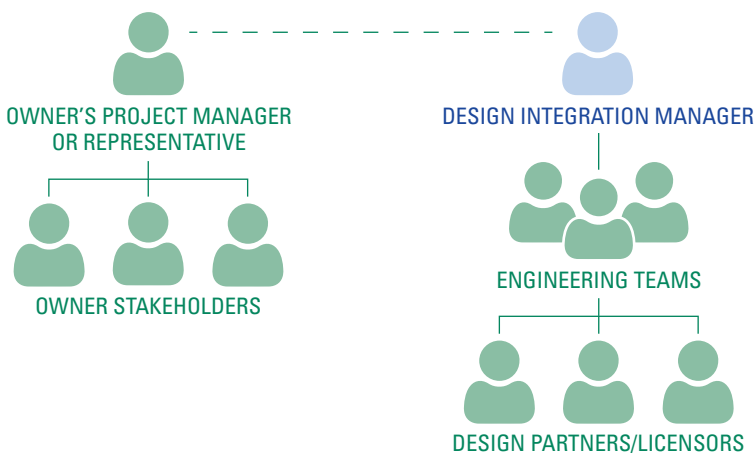 OWNER'S PROJECT MANAGER
OR REPRESENTATIVE
DESIGN INTEGRATION MANAGER
OWNER STAKEHOLDERS
ENGINEERING TEAMS
DESIGN PARTNERS/LICENSORS